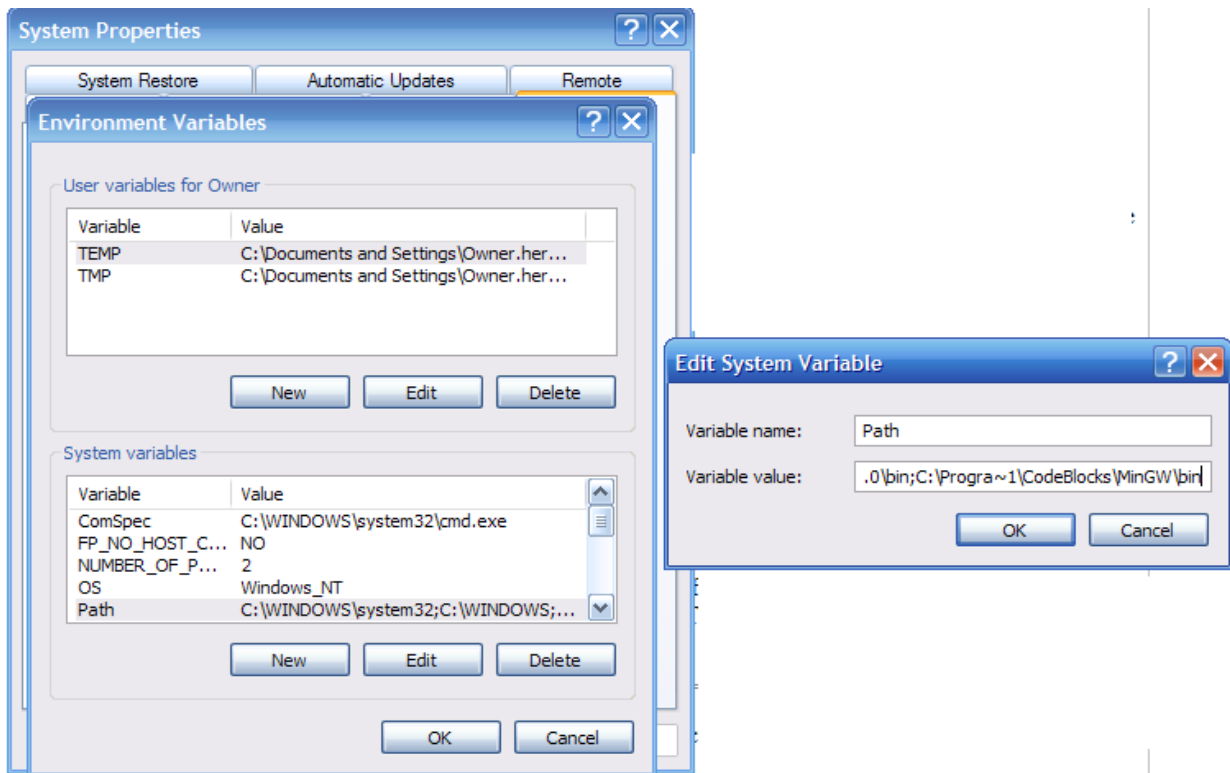 System Properties
System Restore Automatic Updates Remote
Environment Variables
User variables for Owner
Variable Value
TEMP C:\Documents and Settings\Owner.her...
TMP C:\Documents and Settings\Owner.her...
New Edit Delete
System variables
Variable Value
ComSpec C:\WINDOWS\system32\cmd.exe
FP_NO_HOST_C... NO
NUMBER_OF_P... 2
OS Windows_NT
Path C:\WINDOWS\system32;C:\WINDOWS;...
New Edit Delete
OK Cancel
Edit System Variable
Variable name: Path
Variable value: .0\bin;C:\Progra~1\CodeBlocks\MinGW\bin
OK Cancel